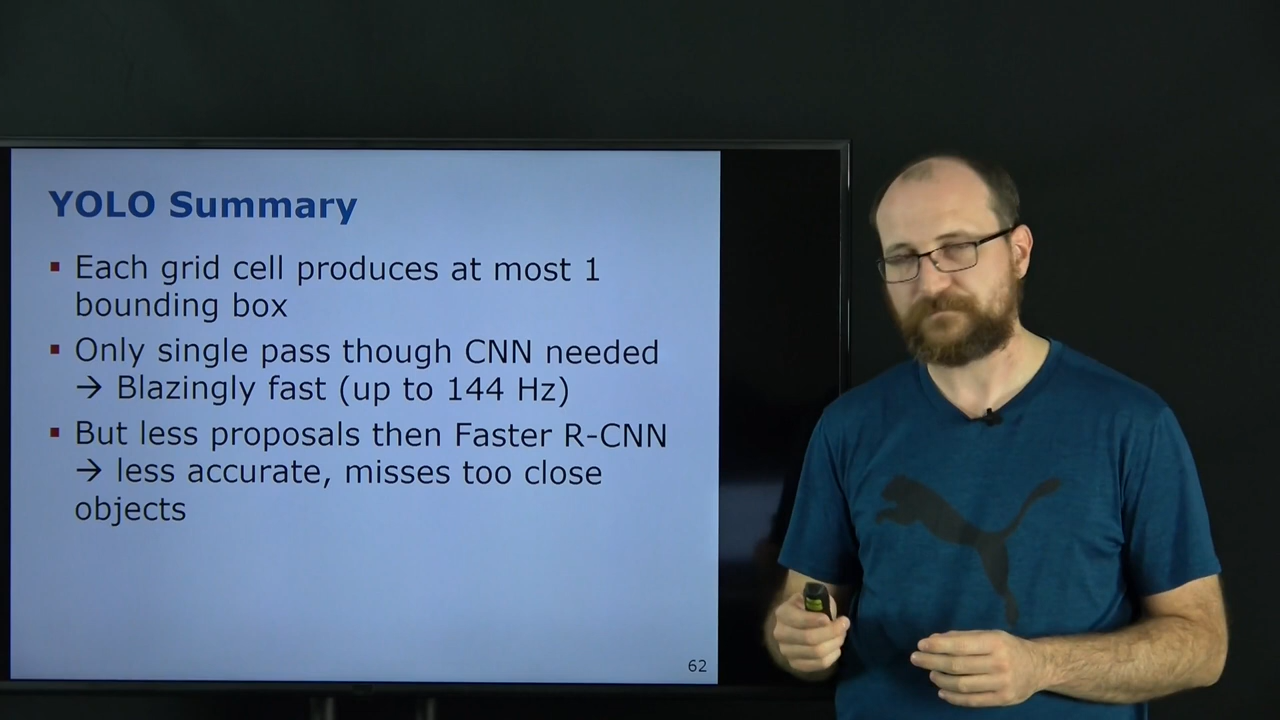 YOLO Summary
▪ Each grid cell produces at most 1
bounding box
▪ Only single pass though CNN needed
→ Blazingly fast (up to 144 Hz)
▪ But less proposals then Faster R-CNN
→ less accurate, misses too close
objects
62